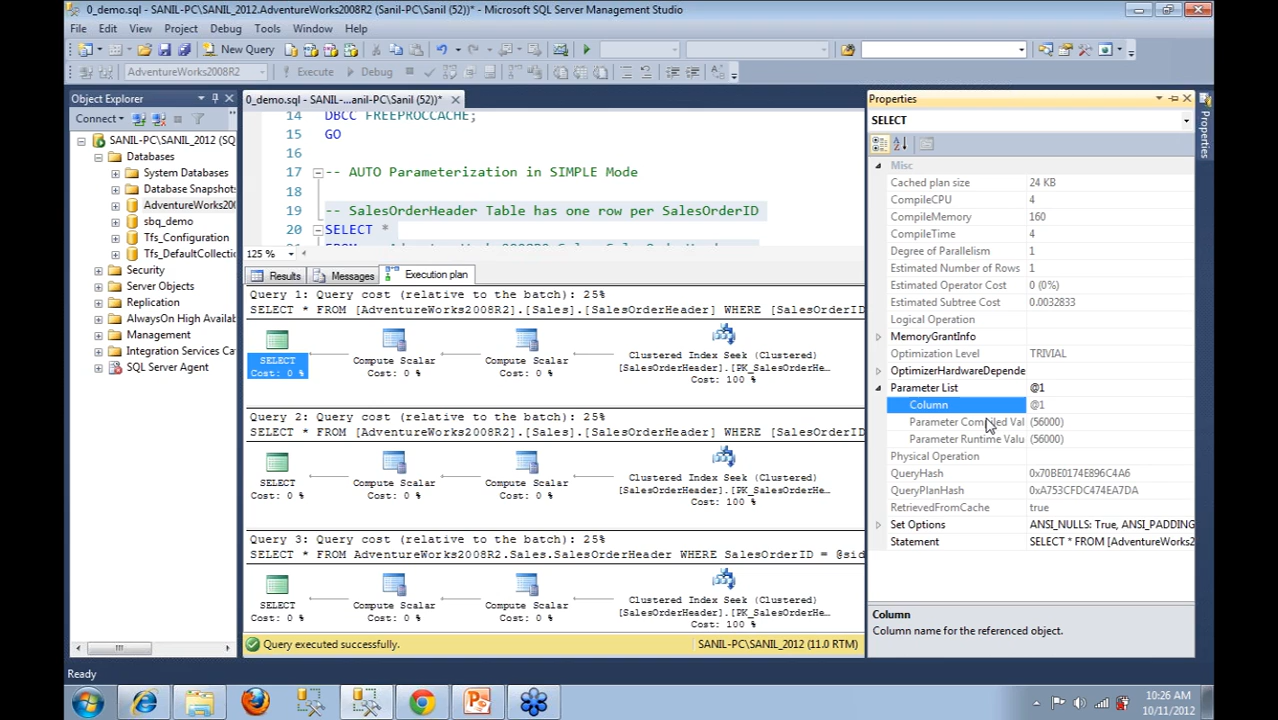 0_demo.sql - SANIL-PC\SANIL_2012.AdventureWorks2008R2 (Sanil-PC\Sanil (52))* - Microsoft SQL Server Management Studio
File Edit View Project Debug Tools Window Help
New Query
AdventureWorks2008R2 Execute Debug
Object Explorer
Connect
SANIL-PC\SANIL_2012 (SQ
Databases
System Databases
Database Snapshots
AdventureWorks20
sbq_demo
Tfs_Configuration
Tfs_DefaultCollectio
Security
Server Objects
Replication
AlwaysOn High Availab
Management
Integration Services Ca
SQL Server Agent
0_demo.sql - SANIL-...anil-PC\Sanil (52))*
14 DBCC FREEPROCCACHE;
15 GO
16
17 -- AUTO Parameterization in SIMPLE Mode
18
19 -- SalesOrderHeader Table has one row per SalesOrderID
20 SELECT *
125 %
Results Messages Execution plan
Query 1: Query cost (relative to the batch): 25%
SELECT * FROM [AdventureWorks2008R2].[Sales].[SalesOrderHeader] WHERE [SalesOrderID
SELECT
Cost: 0 %
Compute Scalar
Cost: 0 %
Compute Scalar
Cost: 0 %
Clustered Index Seek (Clustered)
[SalesOrderHeader].[PK_SalesOrderHe...
Cost: 100 %
Query 2: Query cost (relative to the batch): 25%
SELECT * FROM [AdventureWorks2008R2].[Sales].[SalesOrderHeader] WHERE [SalesOrderID
SELECT
Cost: 0 %
Compute Scalar
Cost: 0 %
Compute Scalar
Cost: 0 %
Clustered Index Seek (Clustered)
[SalesOrderHeader].[PK_SalesOrderHe...
Cost: 100 %
Query 3: Query cost (relative to the batch): 25%
SELECT * FROM AdventureWorks2008R2.Sales.SalesOrderHeader WHERE SalesOrderID = @sid
SELECT
Cost: 0 %
Compute Scalar
Cost: 0 %
Compute Scalar
Cost: 0 %
Clustered Index Seek (Clustered)
[SalesOrderHeader].[PK_SalesOrderHe...
Cost: 100 %
Query executed successfully. SANIL-PC\SANIL_2012 (11.0 RTM)
Properties
SELECT
Misc
Cached plan size 24 KB
CompileCPU 4
CompileMemory 160
CompileTime 4
Degree of Parallelism 1
Estimated Number of Rows 1
Estimated Operator Cost 0 (0%)
Estimated Subtree Cost 0.0032833
Logical Operation
MemoryGrantInfo
Optimization Level TRIVIAL
OptimizerHardwareDepende
Parameter List @1
Column @1
Parameter Compiled Val (56000)
Parameter Runtime Valu (56000)
Physical Operation
QueryHash 0x70BE0174E896C4A6
QueryPlanHash 0xA753CFDC474EA7DA
RetrievedFromCache true
Set Options ANSI_NULLS: True, ANSI_PADDING
Statement SELECT * FROM [AdventureWorks2
Column
Column name for the referenced object.
Properties
Ready
10:26 AM
10/11/2012